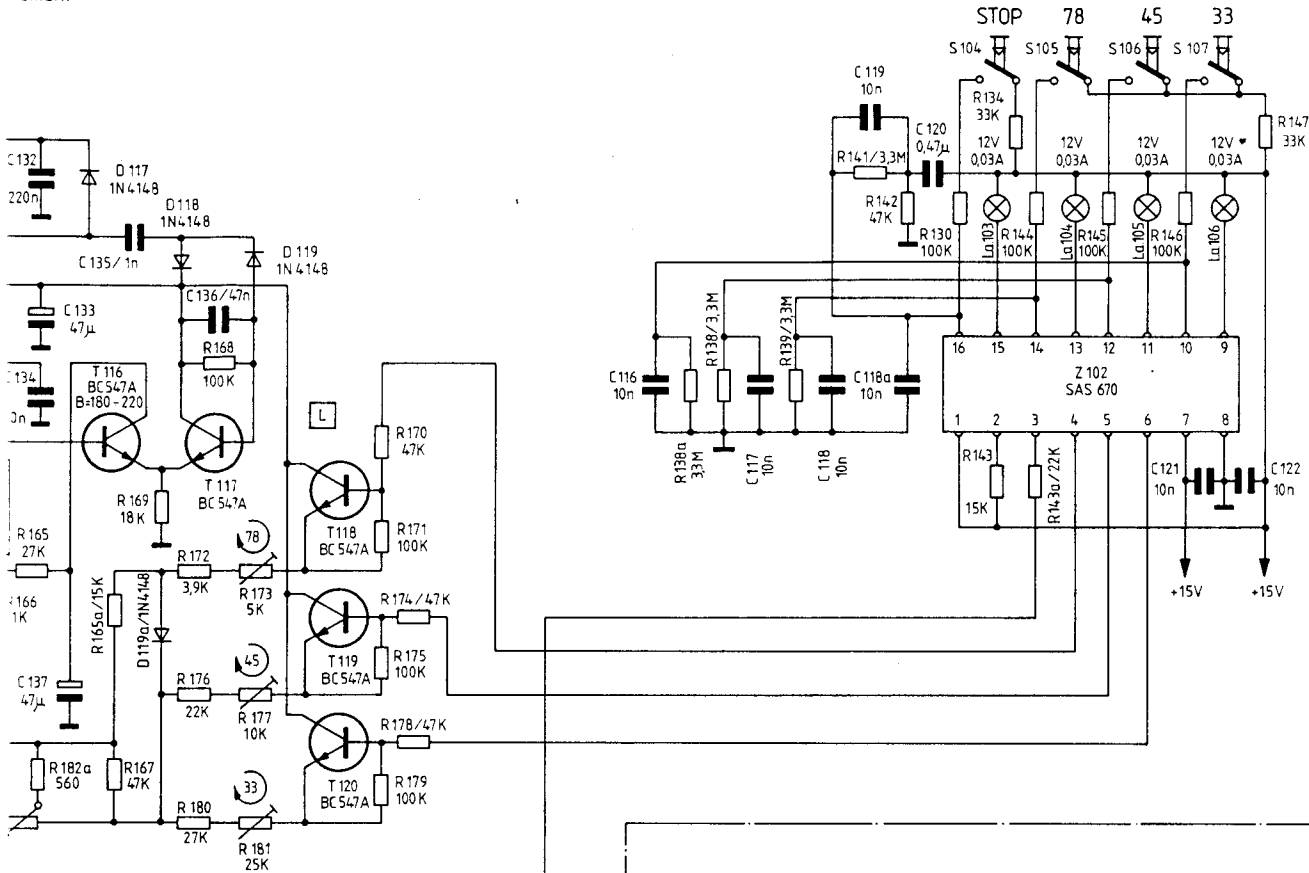 STOP
78
45
33
S104
S105
S106
S107
C119
10n
R134
33K
R147
33K
C120
0,47µ
12V
0,03A
12V
0,03A
12V
0,03A
12V
0,03A
R141/3,3M
R142
47K
R130
100K
La103
R144
100K
La104
R145
100K
La105
R146
100K
La106
C132
220n
D117
1N4148
D118
1N4148
C135/1n
D119
1N4148
C133
47µ
C136/47n
R168
100K
T116
BC547A
B=180-220
T117
BC547A
R169
18K
L
R170
47K
T118
BC547A
R171
100K
C116
10n
R138a
3,3M
R138/3,3M
C117
10n
R139/3,3M
C118
10n
C118a
10n
16
15
14
13
12
11
10
9
Z102
SAS 670
1
2
3
4
5
6
7
8
R143
15K
R143a/22K
C121
10n
C122
10n
+15V
+15V
R165
27K
R165a/15K
R172
3,9K
78
R173
5K
D119a/1N4148
R174/47K
T119
BC547A
R175
100K
C137
47µ
R176
22K
45
R177
10K
R178/47K
T120
BC547A
R179
100K
R182a
560
R167
47K
R180
27K
33
R181
25K